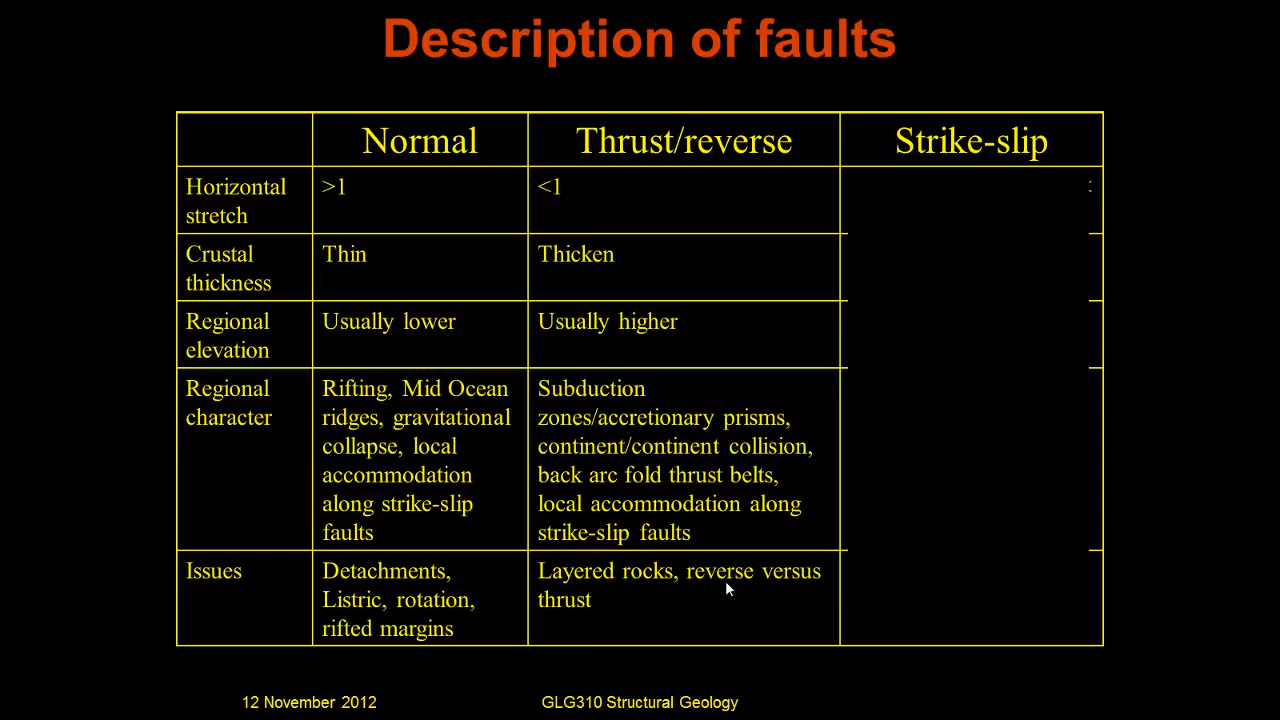 Description of faults
Normal Thrust/reverse Strike-slip
Horizontal
stretch
>1
<1
Crustal
thickness
Thin
Thicken
Regional
elevation
Usually lower
Usually higher
Regional
character
Rifting, Mid Ocean
ridges, gravitational
collapse, local
accommodation
along strike-slip
faults
Subduction
zones/accretionary prisms,
continent/continent collision,
back arc fold thrust belts,
local accommodation along
strike-slip faults
Issues
Detachments,
Listric, rotation,
rifted margins
Layered rocks, reverse versus
thrust
12 November 2012
GLG310 Structural Geology